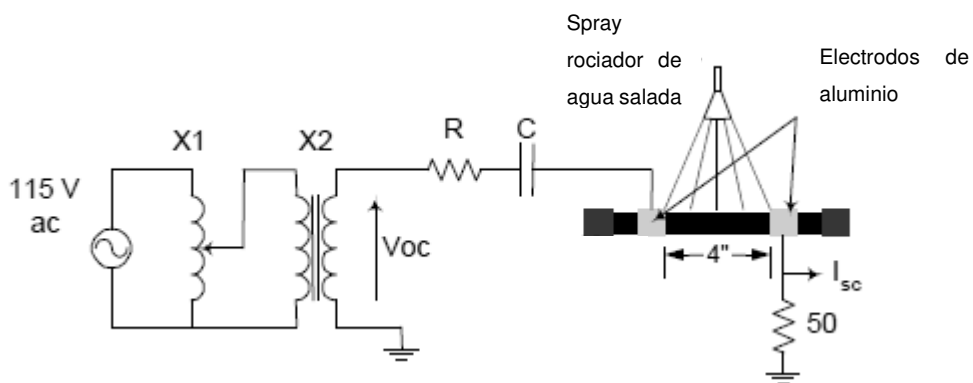 Spray
rociador de
agua salada
Electrodos de
aluminio
X1
X2
R
C
115 V
ac
Voc
4"
Isc
50